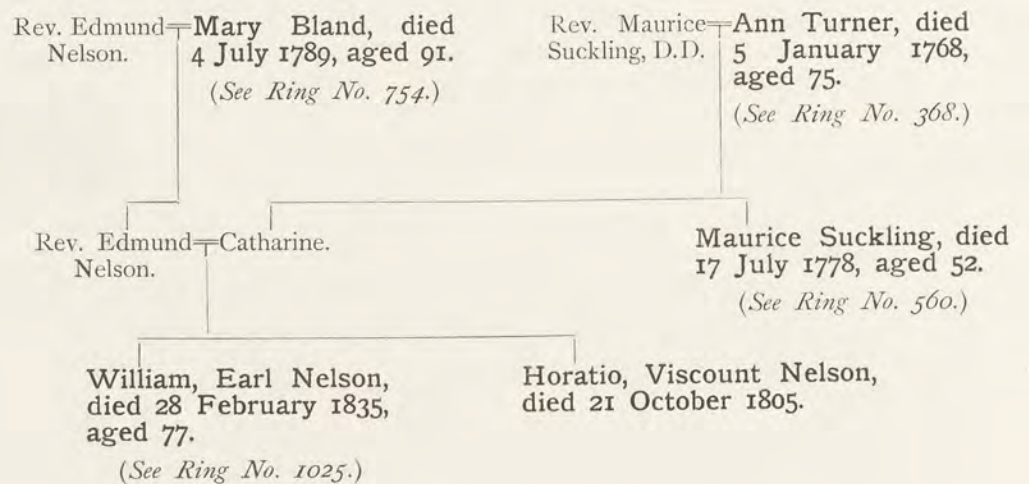 Rev. Edmund
Nelson.
Mary Bland, died
4 July 1789, aged 91.
(See Ring No. 754.)
Rev. Maurice
Suckling, D.D.
Ann Turner, died
5 January 1768,
aged 75.
(See Ring No. 368.)
Rev. Edmund
Nelson.
Catharine.
Maurice Suckling, died
17 July 1778, aged 52.
(See Ring No. 560.)
William, Earl Nelson,
died 28 February 1835,
aged 77.
(See Ring No. 1025.)
Horatio, Viscount Nelson,
died 21 October 1805.